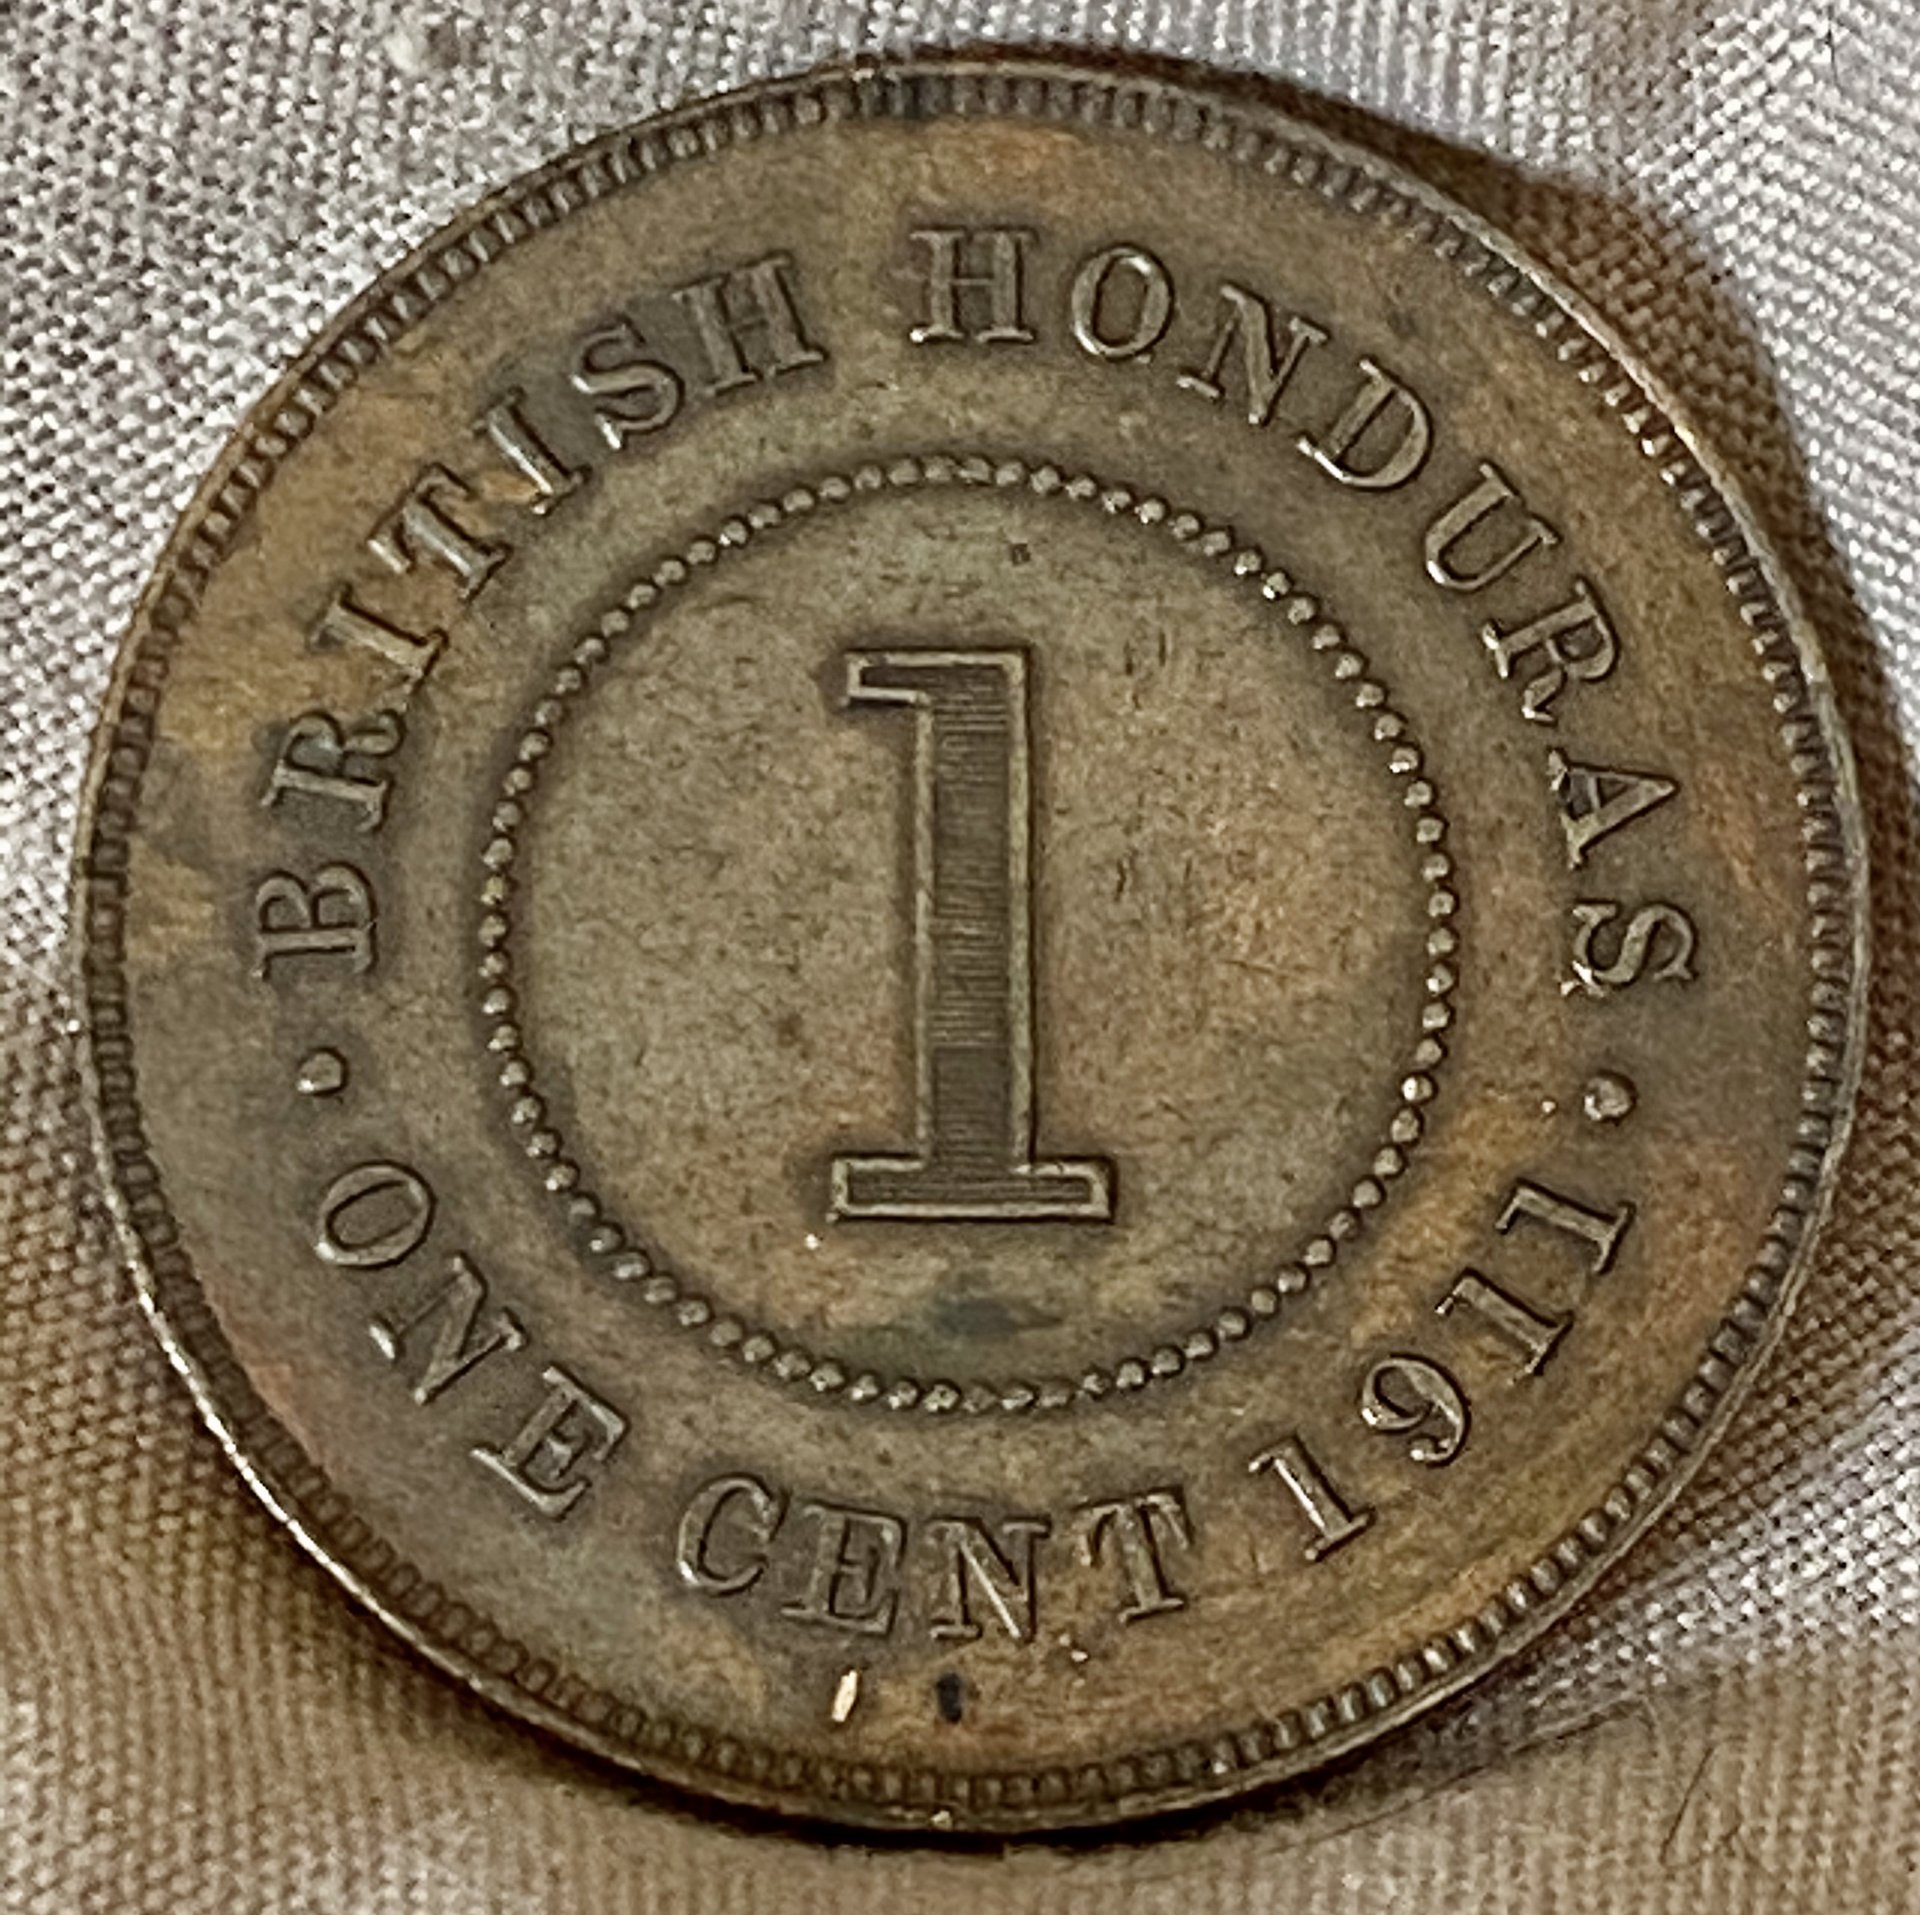 BRITISH HONDURAS
1
· ONE CENT 1911 ·